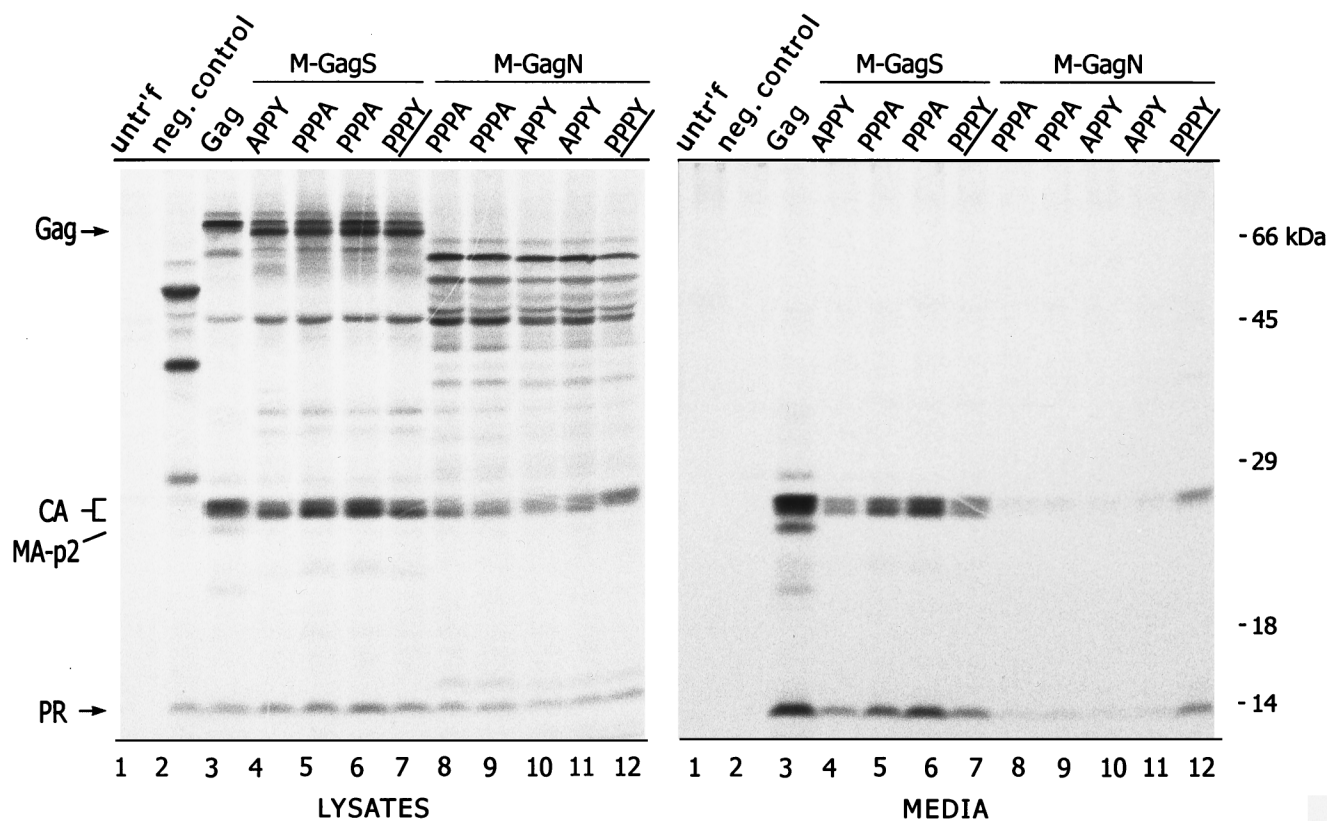 untr'f neg. control Gag APPY PPPA PPPA PPPY PPPA PPPA APPY APPY PPPY
M-GagS M-GagN
Gag
CA
MA-p2
PR
1 2 3 4 5 6 7 8 9 10 11 12
LYSATES
untr'f neg. control Gag APPY PPPA PPPA PPPY PPPA PPPA APPY APPY PPPY
M-GagS M-GagN
- 66 kDa
- 45
- 29
- 18
- 14
1 2 3 4 5 6 7 8 9 10 11 12
MEDIA